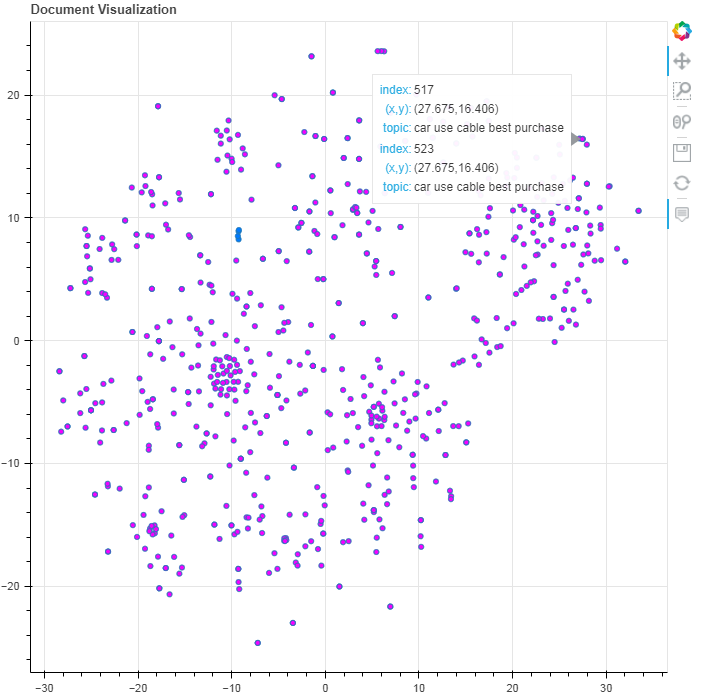 Document Visualization
index: 517
(x,y): (27.675,16.406)
topic: car use cable best purchase
index: 523
(x,y): (27.675,16.406)
topic: car use cable best purchase
20
10
0
−10
−20
−30
−20
−10
0
10
20
30